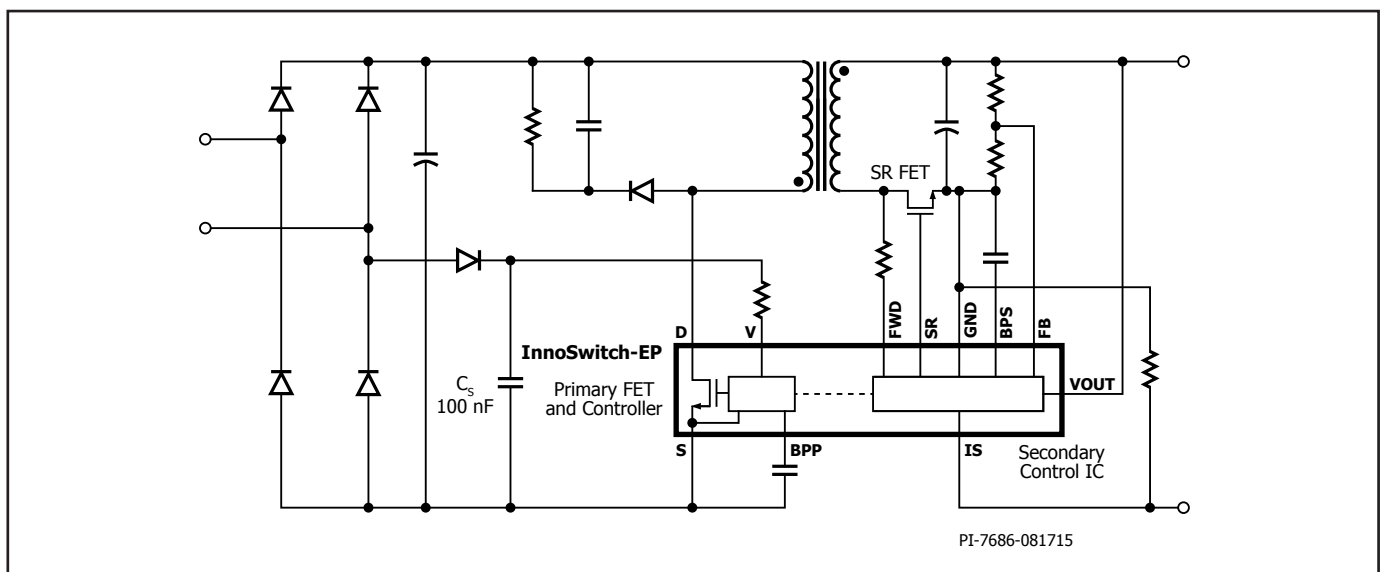 SR FET
FWD
SR
GND
BPS
FB
D
V
InnoSwitch-EP
Primary FET
and Controller
C_S
100 nF
VOUT
S
BPP
IS
Secondary
Control IC
PI-7686-081715